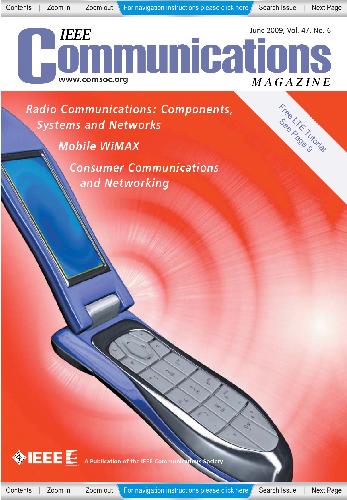 Contents | Zoom in | Zoom out For navigation instructions please click here Search Issue | Next Page
June 2009, Vol. 47, No. 6
IEEE
Communications
www.comsoc.org
MAGAZINE
Radio Communications: Components,
Systems and Networks
Mobile WiMAX
Consumer Communications
and Networking
Free LTE Tutorial
See Page 9
IEEE
A Publication of the IEEE Communications Society
Contents | Zoom in | Zoom out For navigation instructions please click here Search Issue | Next Page